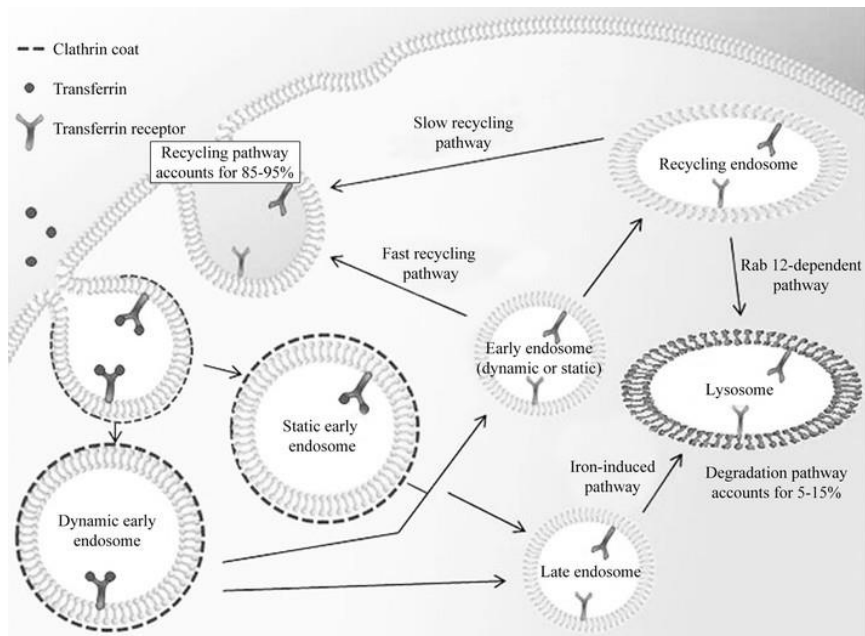 Clathrin coat
Transferrin
Transferrin receptor
Recycling pathway
accounts for 85-95%
Slow recycling
pathway
Recycling endosome
Fast recycling
pathway
Rab 12-dependent
pathway
Early endosome
(dynamic or static)
Lysosome
Static early
endosome
Iron-induced
pathway
Degradation pathway
accounts for 5-15%
Dynamic early
endosome
Late endosome